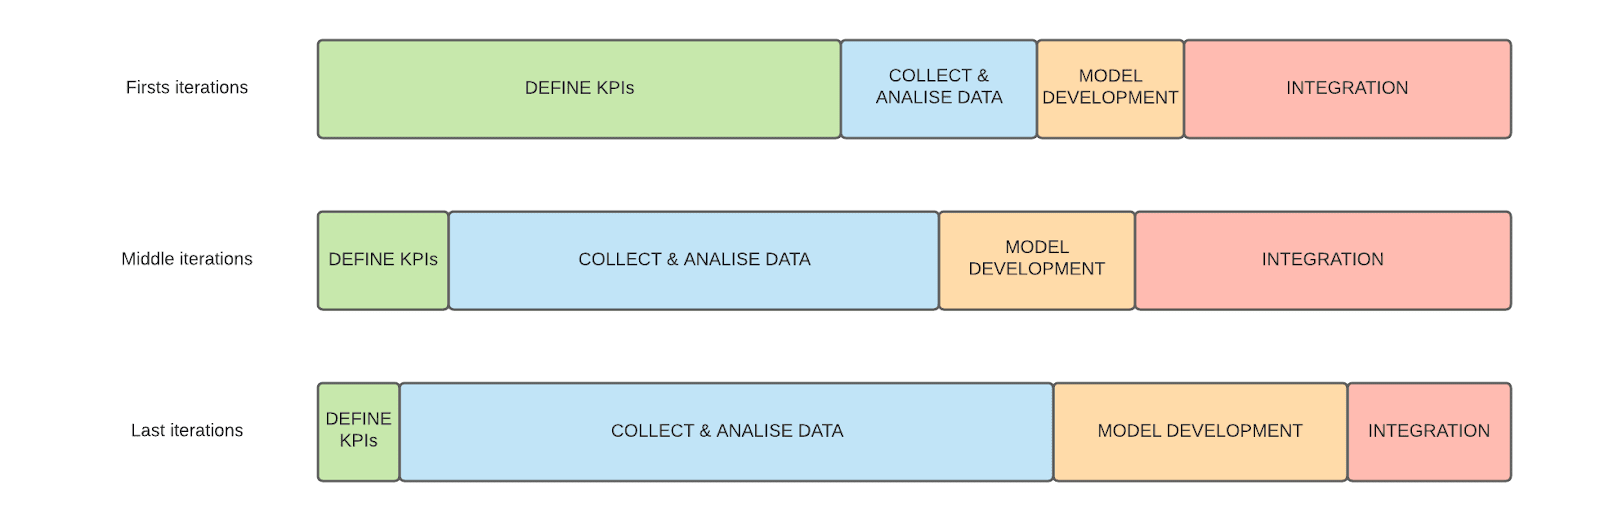 Firsts iterations
DEFINE KPIs
COLLECT &
ANALISE DATA
MODEL
DEVELOPMENT
INTEGRATION
Middle iterations
DEFINE KPIs
COLLECT & ANALISE DATA
MODEL
DEVELOPMENT
INTEGRATION
Last iterations
DEFINE
KPIs
COLLECT & ANALISE DATA
MODEL DEVELOPMENT
INTEGRATION